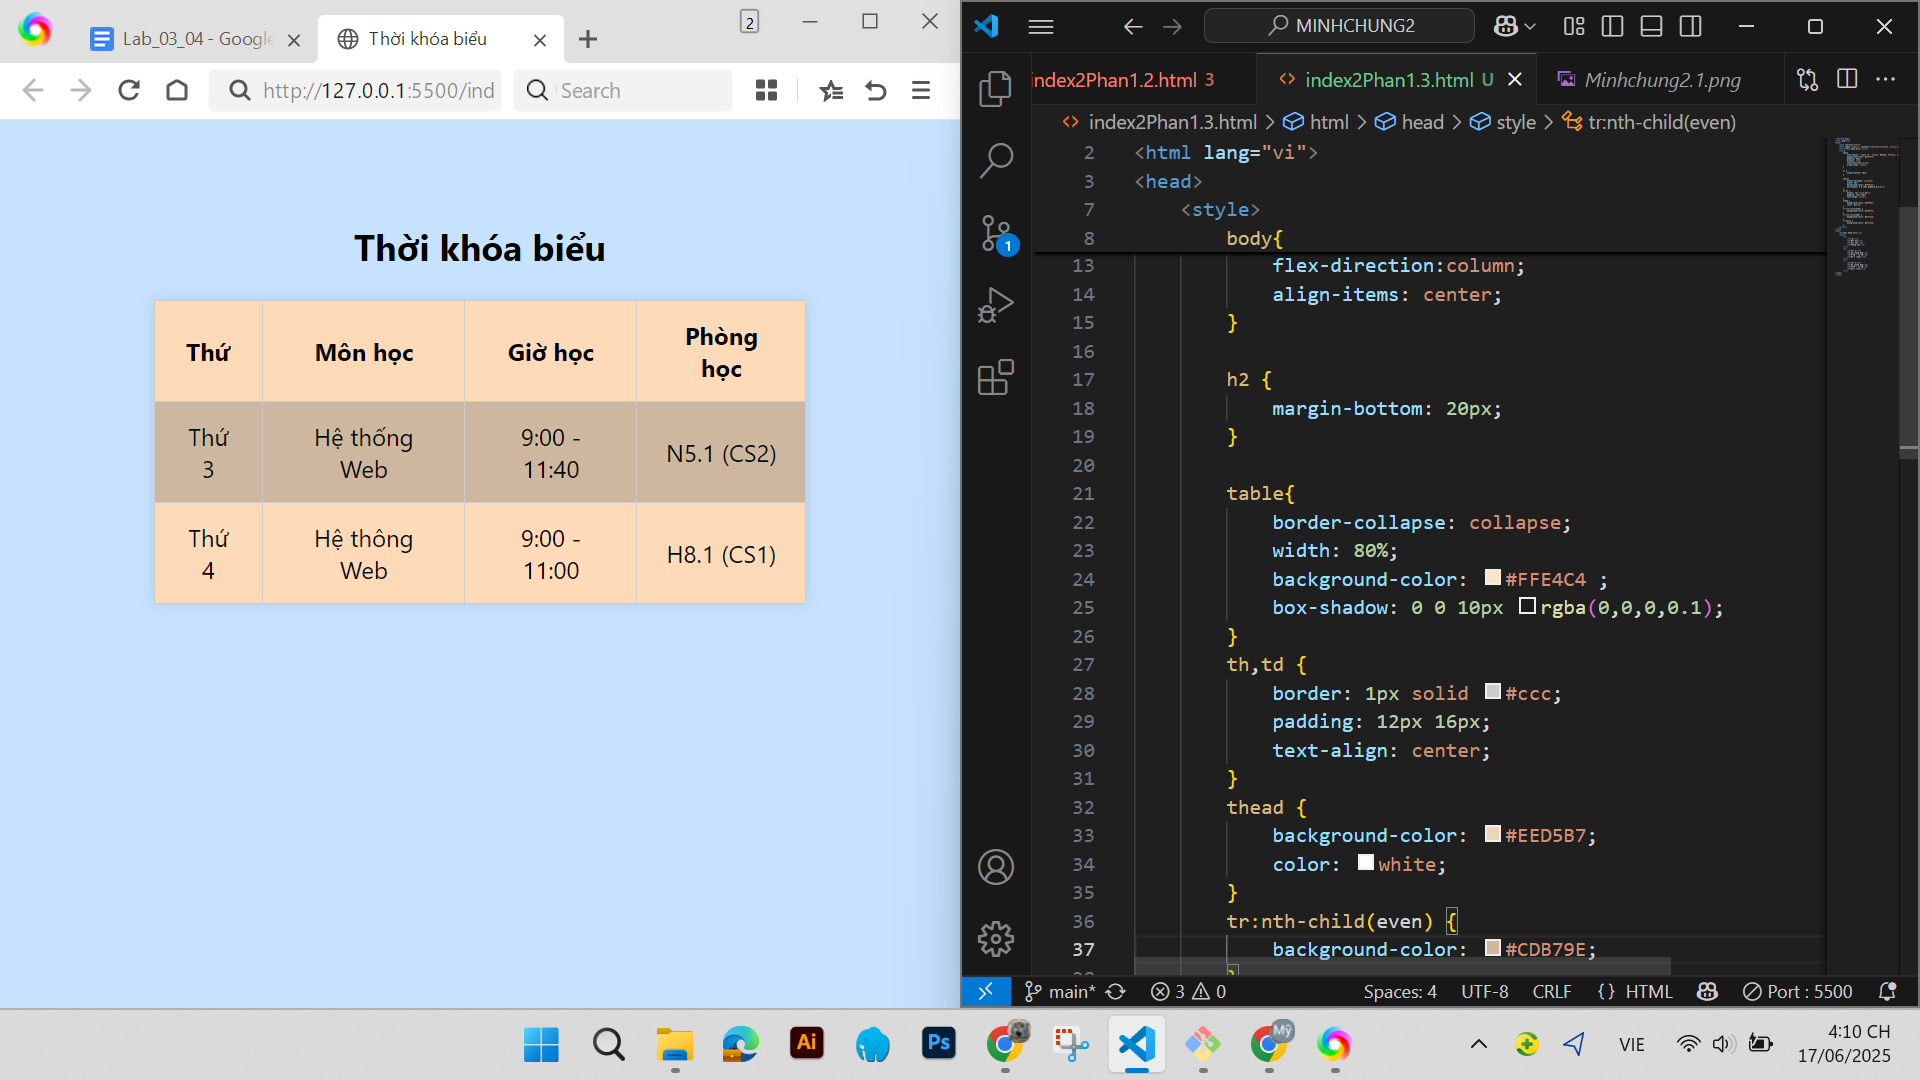 Lab_03_04 - Google
Thời khóa biểu
2
http://127.0.0.1:5500/ind
Search
Thời khóa biểu
Thứ
Môn học
Giờ học
Phòng
học
Thứ
3
Hệ thống
Web
9:00 -
11:40
N5.1 (CS2)
Thứ
4
Hệ thông
Web
9:00 -
11:00
H8.1 (CS1)
MINHCHUNG2
index2Phan1.2.html 3
index2Phan1.3.html U
Minhchung2.1.png
index2Phan1.3.html > html > head > style > tr:nth-child(even)
1
2 <html lang="vi">
3 <head>
7 <style>
8 body{
13 flex-direction:column;
14 align-items: center;
15 }
16
17 h2 {
18 margin-bottom: 20px;
19 }
20
21 table{
22 border-collapse: collapse;
23 width: 80%;
24 background-color: #FFE4C4 ;
25 box-shadow: 0 0 10px rgba(0,0,0,0.1);
26 }
27 th,td {
28 border: 1px solid #ccc;
29 padding: 12px 16px;
30 text-align: center;
31 }
32 thead {
33 background-color: #EED5B7;
34 color: white;
35 }
36 tr:nth-child(even) {
37 background-color: #CDB79E;
main* 3 0 Spaces: 4 UTF-8 CRLF {} HTML Port : 5500
Ai
Ps
Mỹ
VIE
4:10 CH
17/06/2025